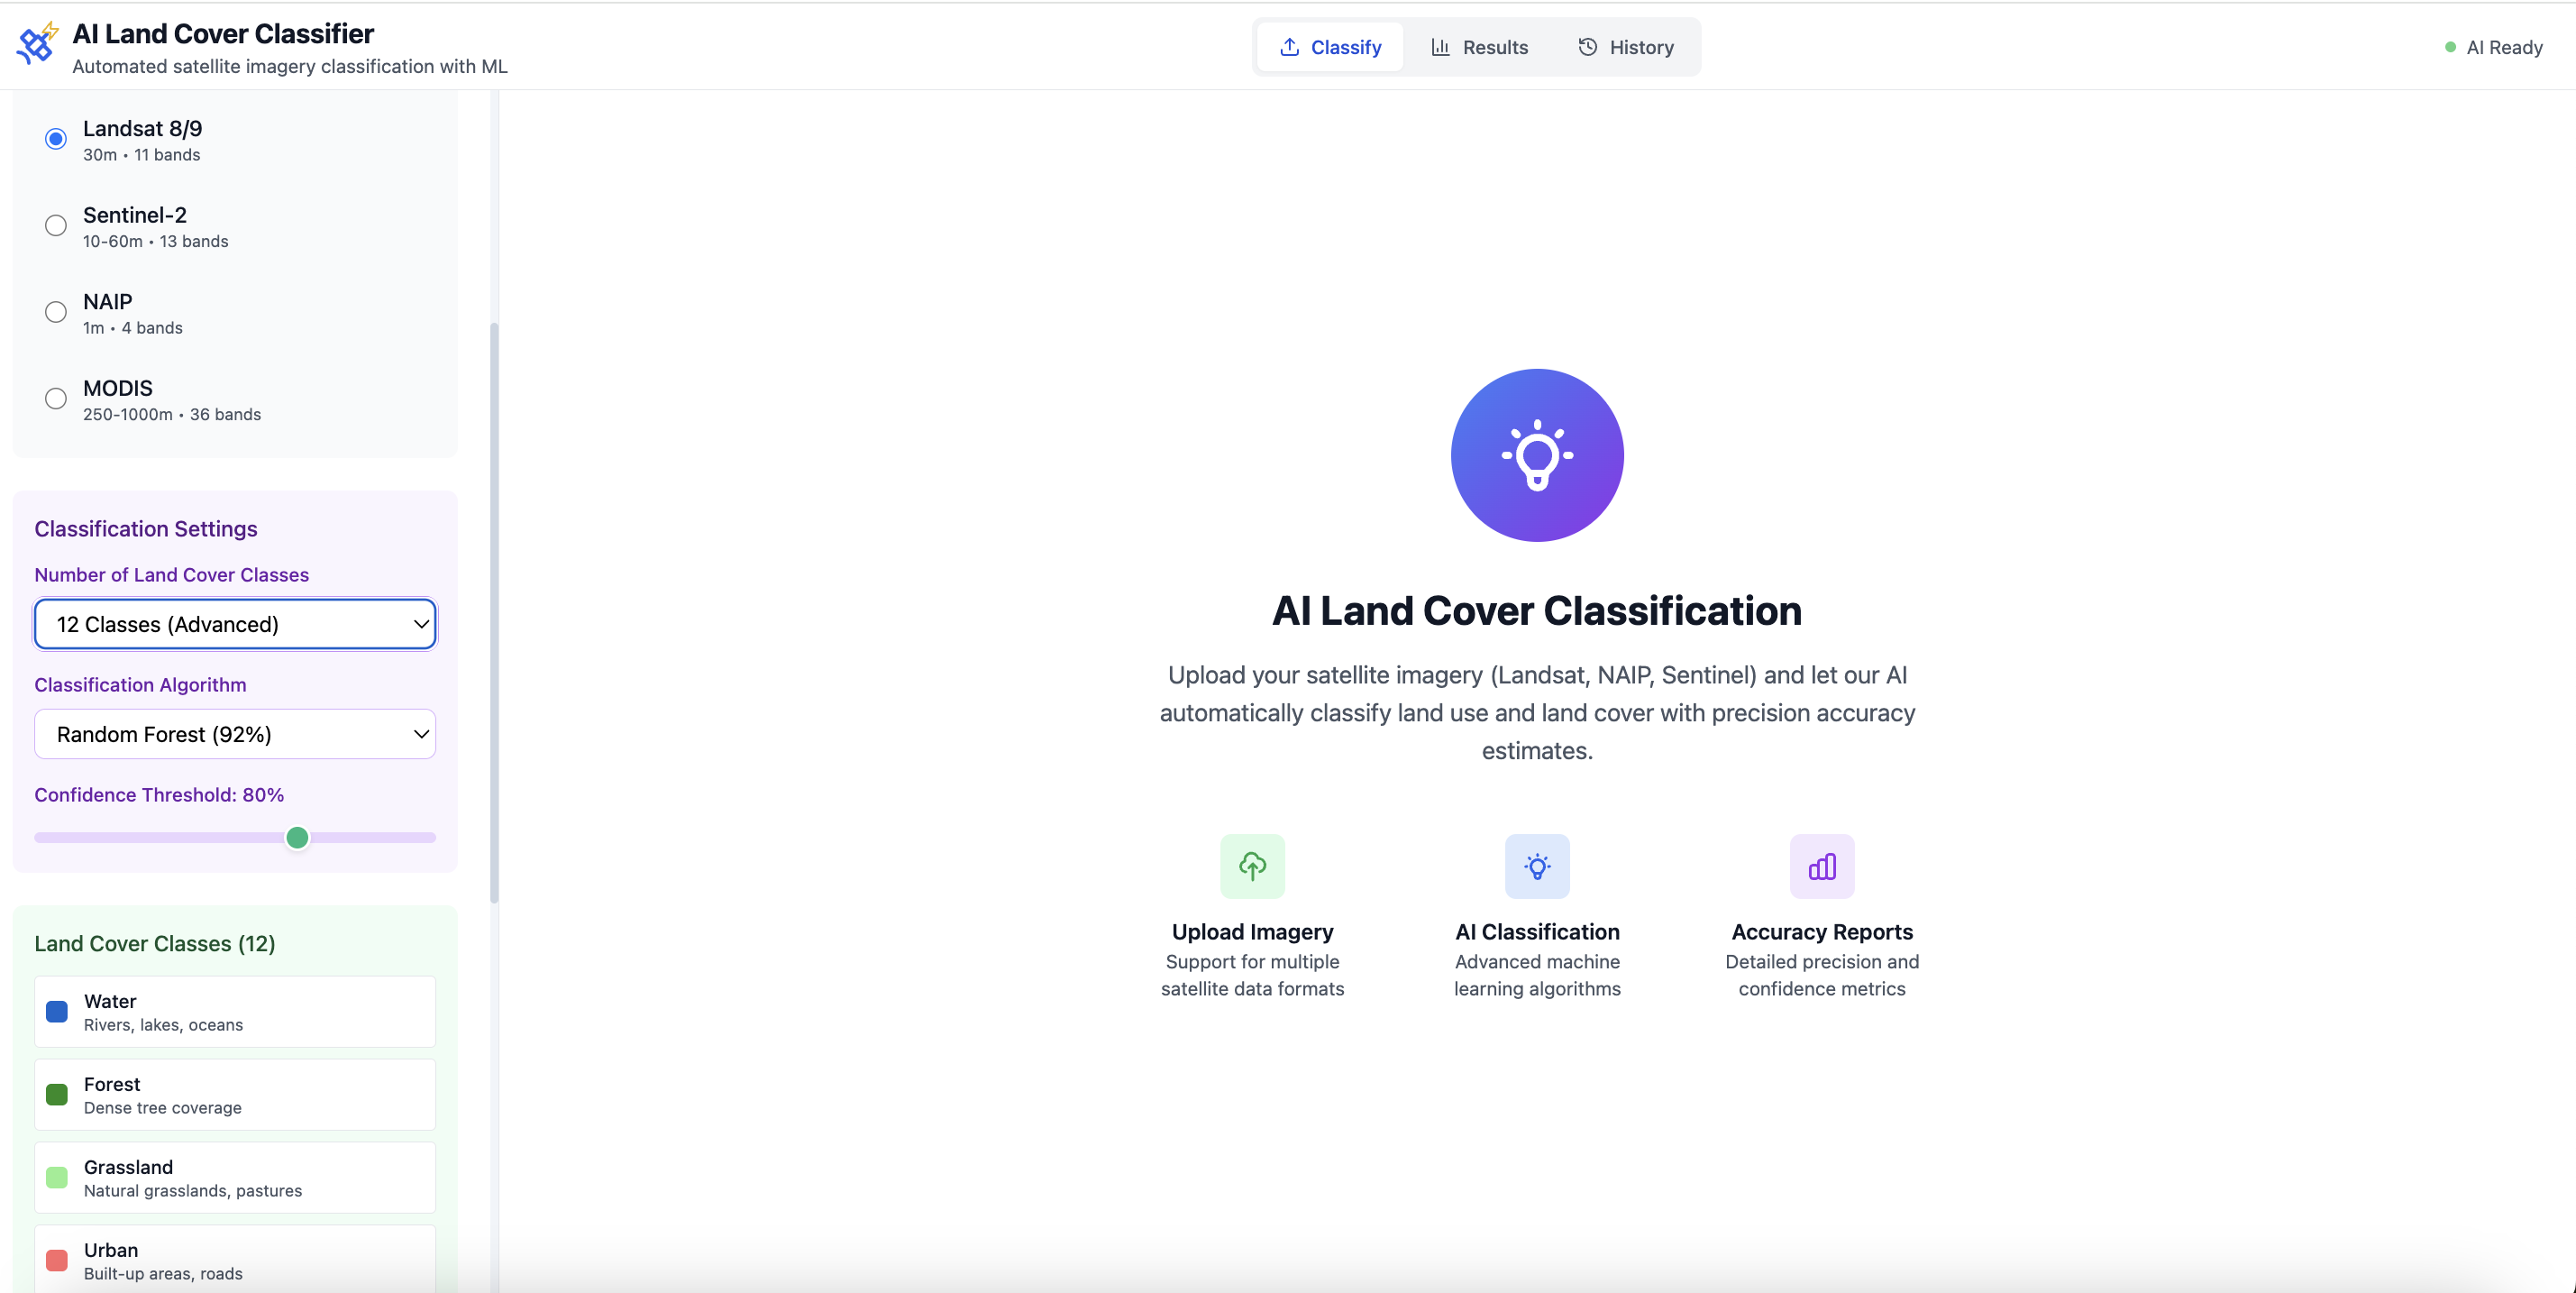 AI Land Cover Classifier
Automated satellite imagery classification with ML
Classify
Results
History
AI Ready
Landsat 8/9
30m • 11 bands
Sentinel-2
10-60m • 13 bands
NAIP
1m • 4 bands
MODIS
250-1000m • 36 bands
Classification Settings
Number of Land Cover Classes
12 Classes (Advanced)
Classification Algorithm
Random Forest (92%)
Confidence Threshold: 80%
Land Cover Classes (12)
Water
Rivers, lakes, oceans
Forest
Dense tree coverage
Grassland
Natural grasslands, pastures
Urban
Built-up areas, roads
AI Land Cover Classification
Upload your satellite imagery (Landsat, NAIP, Sentinel) and let our AI
automatically classify land use and land cover with precision accuracy
estimates.
Upload Imagery
Support for multiple
satellite data formats
AI Classification
Advanced machine
learning algorithms
Accuracy Reports
Detailed precision and
confidence metrics